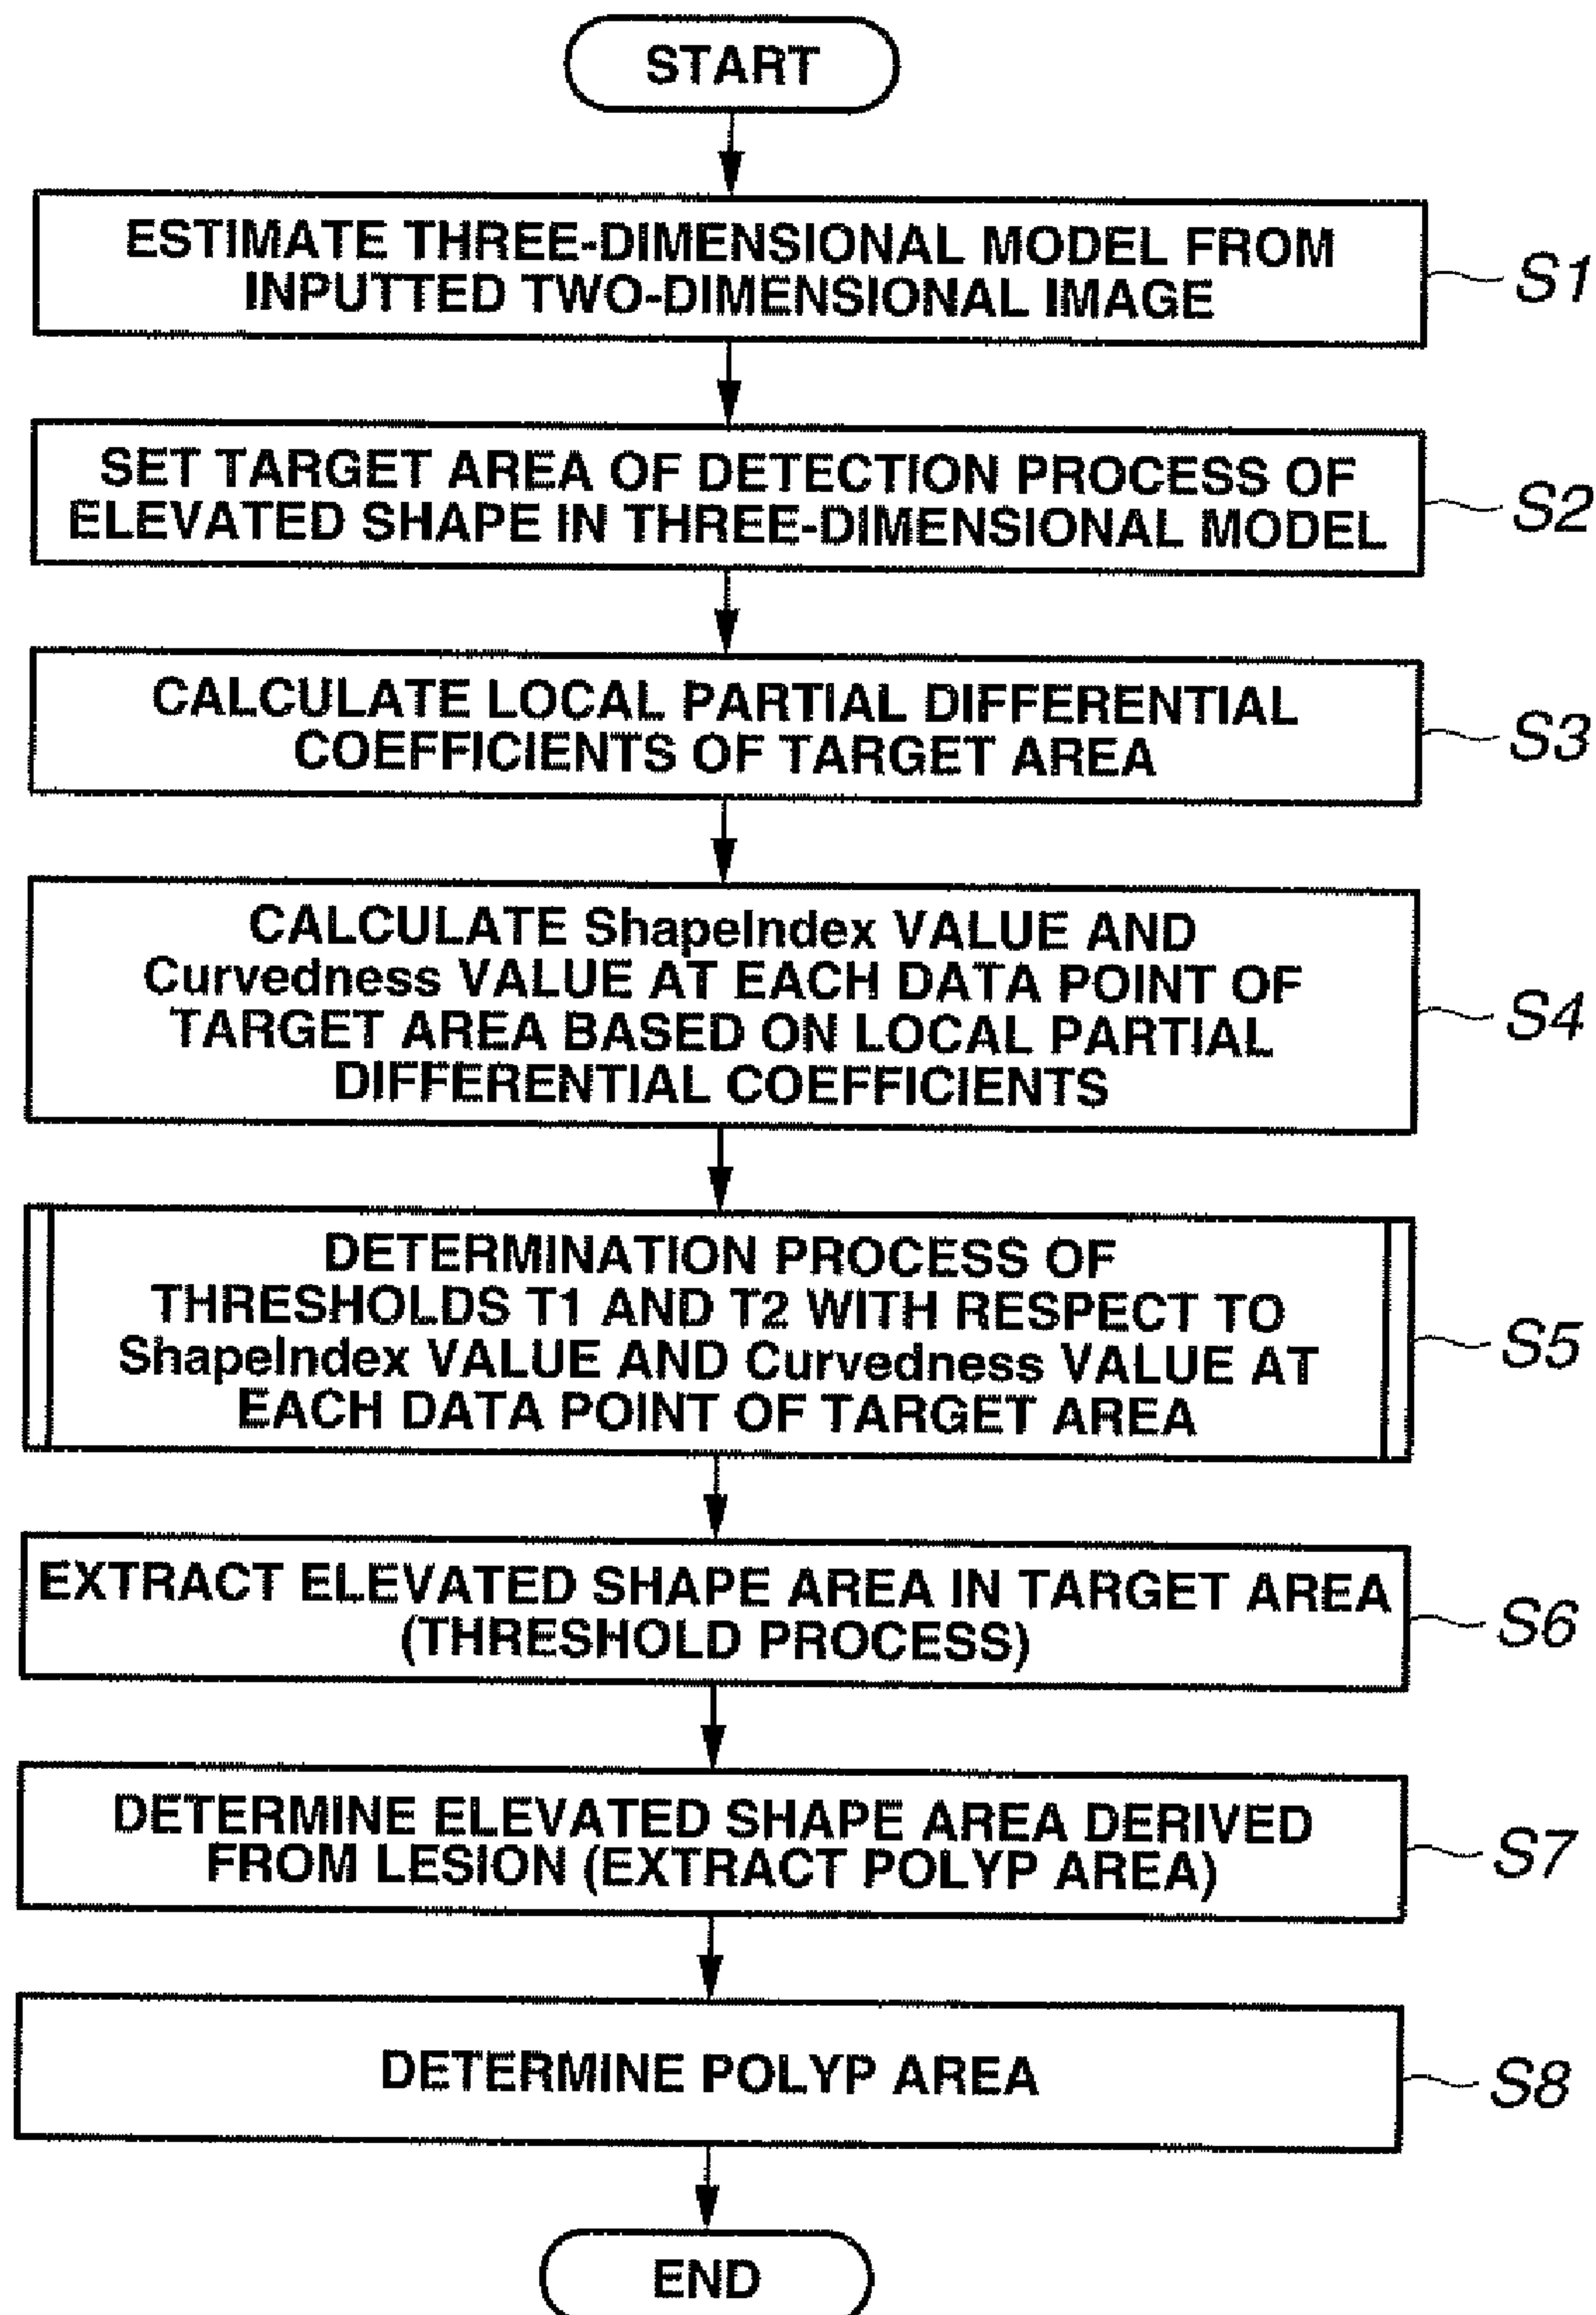 START
ESTIMATE THREE-DIMENSIONAL MODEL FROM
INPUTTED TWO-DIMENSIONAL IMAGE
S1
SET TARGET AREA OF DETECTION PROCESS OF
ELEVATED SHAPE IN THREE-DIMENSIONAL MODEL
S2
CALCULATE LOCAL PARTIAL DIFFERENTIAL
COEFFICIENTS OF TARGET AREA
S3
CALCULATE ShapeIndex VALUE AND
Curvedness VALUE AT EACH DATA POINT OF
TARGET AREA BASED ON LOCAL PARTIAL
DIFFERENTIAL COEFFICIENTS
S4
DETERMINATION PROCESS OF
THRESHOLDS T1 AND T2 WITH RESPECT TO
ShapeIndex VALUE AND Curvedness VALUE AT
EACH DATA POINT OF TARGET AREA
S5
EXTRACT ELEVATED SHAPE AREA IN TARGET AREA
(THRESHOLD PROCESS)
S6
DETERMINE ELEVATED SHAPE AREA DERIVED
FROM LESION (EXTRACT POLYP AREA)
S7
DETERMINE POLYP AREA
S8
END